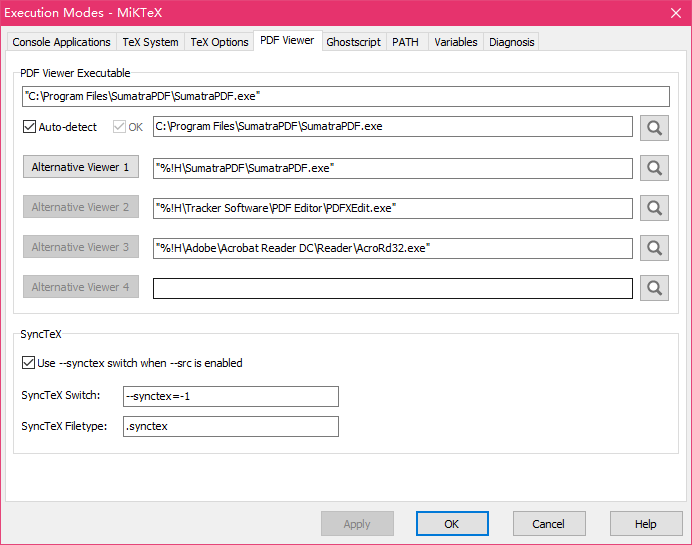 Execution Modes - MiKTeX
Console Applications TeX System TeX Options PDF Viewer Ghostscript PATH Variables Diagnosis
PDF Viewer Executable
"C:\Program Files\SumatraPDF\SumatraPDF.exe"
Auto-detect OK C:\Program Files\SumatraPDF\SumatraPDF.exe
Alternative Viewer 1 "%!H\SumatraPDF\SumatraPDF.exe"
Alternative Viewer 2 "%!H\Tracker Software\PDF Editor\PDFXEdit.exe"
Alternative Viewer 3 "%!H\Adobe\Acrobat Reader DC\Reader\AcroRd32.exe"
Alternative Viewer 4
SyncTeX
Use --synctex switch when --src is enabled
SyncTeX Switch: --synctex=-1
SyncTeX Filetype: .synctex
Apply OK Cancel Help